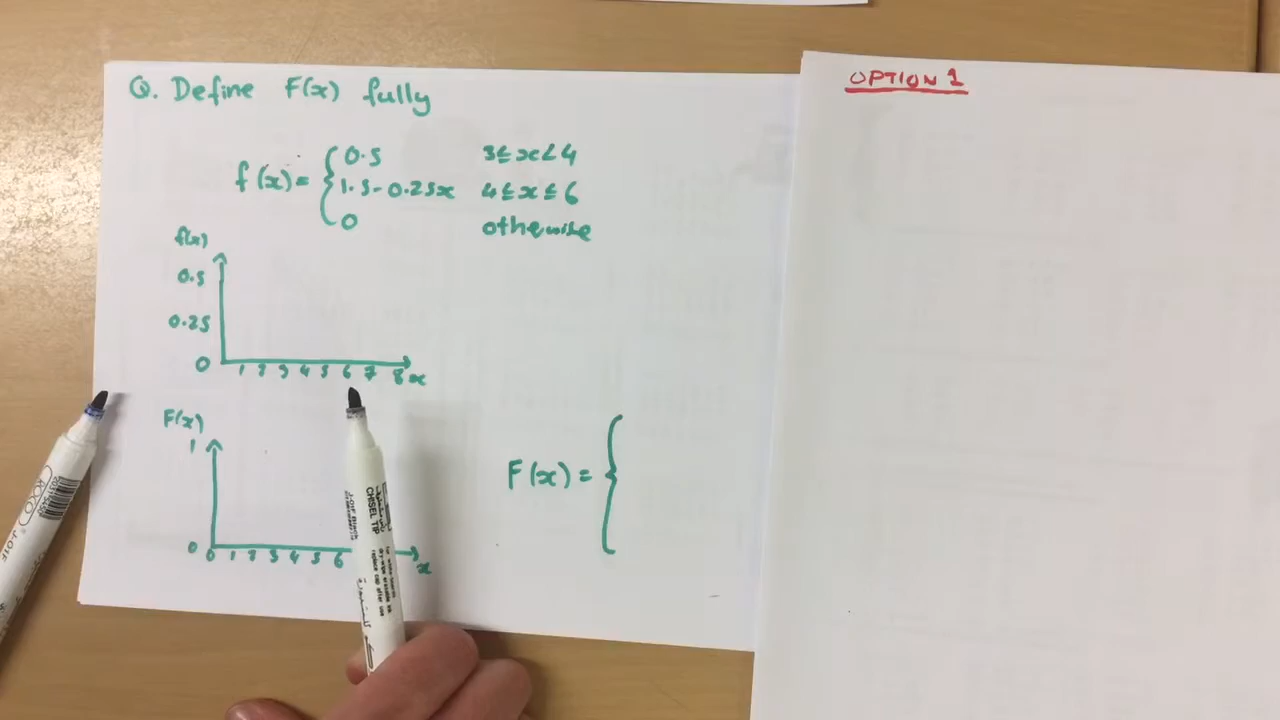 Q. Define F(x) fully
OPTION 1
f(x) = { 0.5 3≤x<4
1.5-0.25x 4≤x≤6
0 otherwise
f(x)
0.5
0.25
0
1 2 3 4 5 6 7 8 x
F(x)
1
0
0 1 2 3 4 5 6 x
F(x) = {
CHISEL TIP